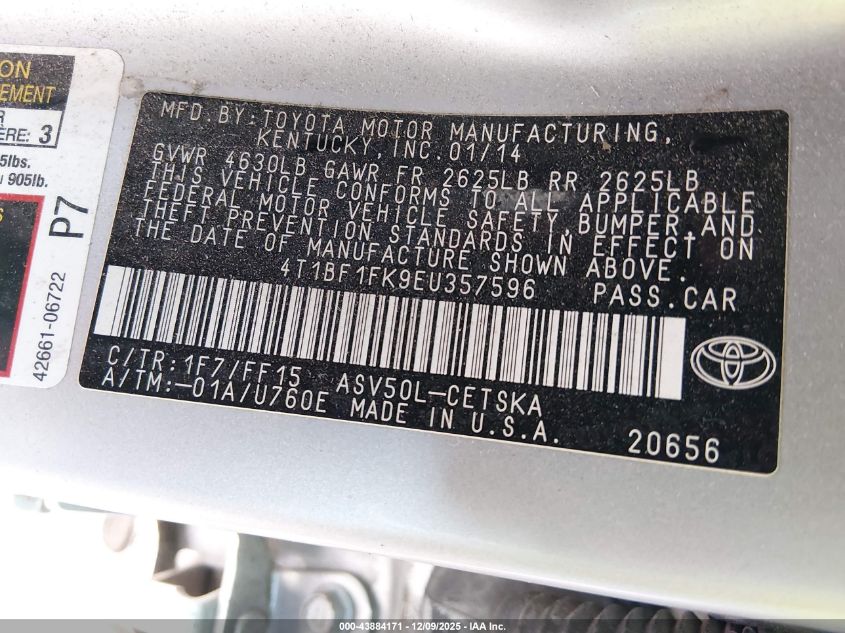 ON
EMENT
R
ERE: 3
5lbs.
905lb.
S
P7
42661-06722
MFD. BY: TOYOTA MOTOR MANUFACTURING,
KENTUCKY, INC. 01/14
GVWR 4630LB GAWR FR 2625LB RR 2625LB
THIS VEHICLE CONFORMS TO ALL APPLICABLE
FEDERAL MOTOR VEHICLE SAFETY, BUMPER, AND
THEFT PREVENTION STANDARDS IN EFFECT ON
THE DATE OF MANUFACTURE SHOWN ABOVE.
4T1BF1FK9EU357596 PASS.CAR
C/TR: 1F7/FF15 ASV50L-CETSKA
A/TM: -01A/U760E MADE IN U.S.A.
20656
000-43884171 - 12/09/2025 - IAAI.COM